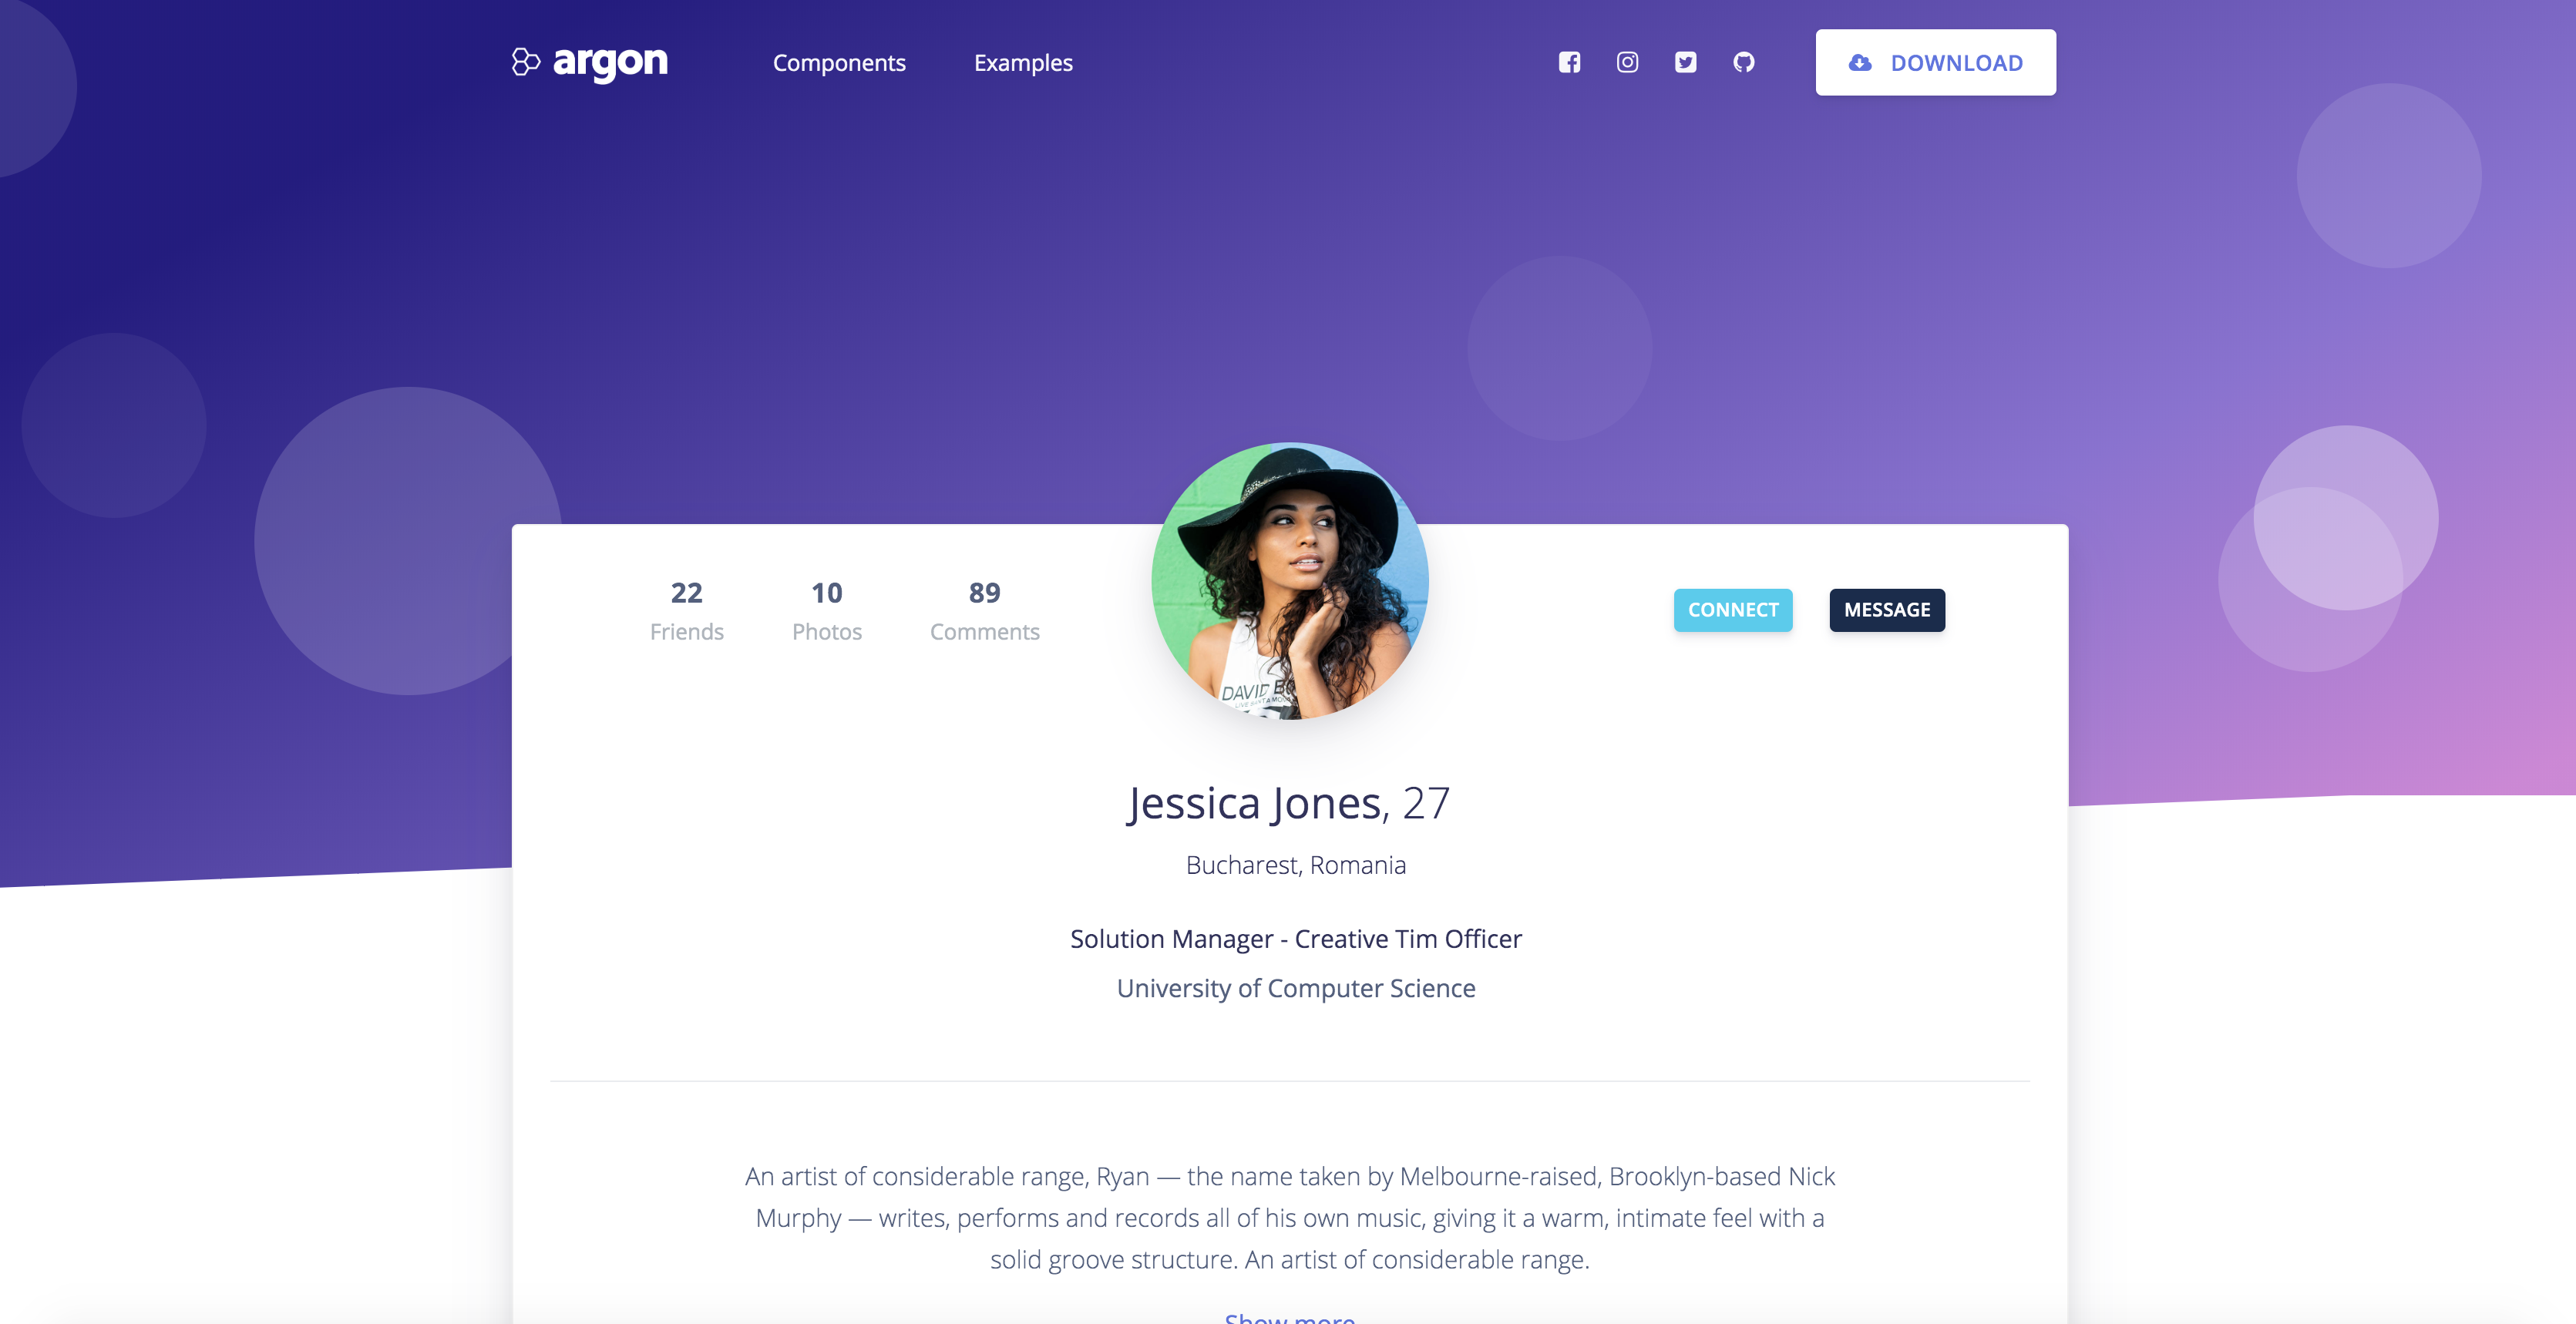 argon
Components
Examples
DOWNLOAD
22
Friends
10
Photos
89
Comments
DAVID BO
CONNECT
MESSAGE
Jessica Jones, 27
Bucharest, Romania
Solution Manager - Creative Tim Officer
University of Computer Science
An artist of considerable range, Ryan — the name taken by Melbourne-raised, Brooklyn-based Nick
Murphy — writes, performs and records all of his own music, giving it a warm, intimate feel with a
solid groove structure. An artist of considerable range.
Show more